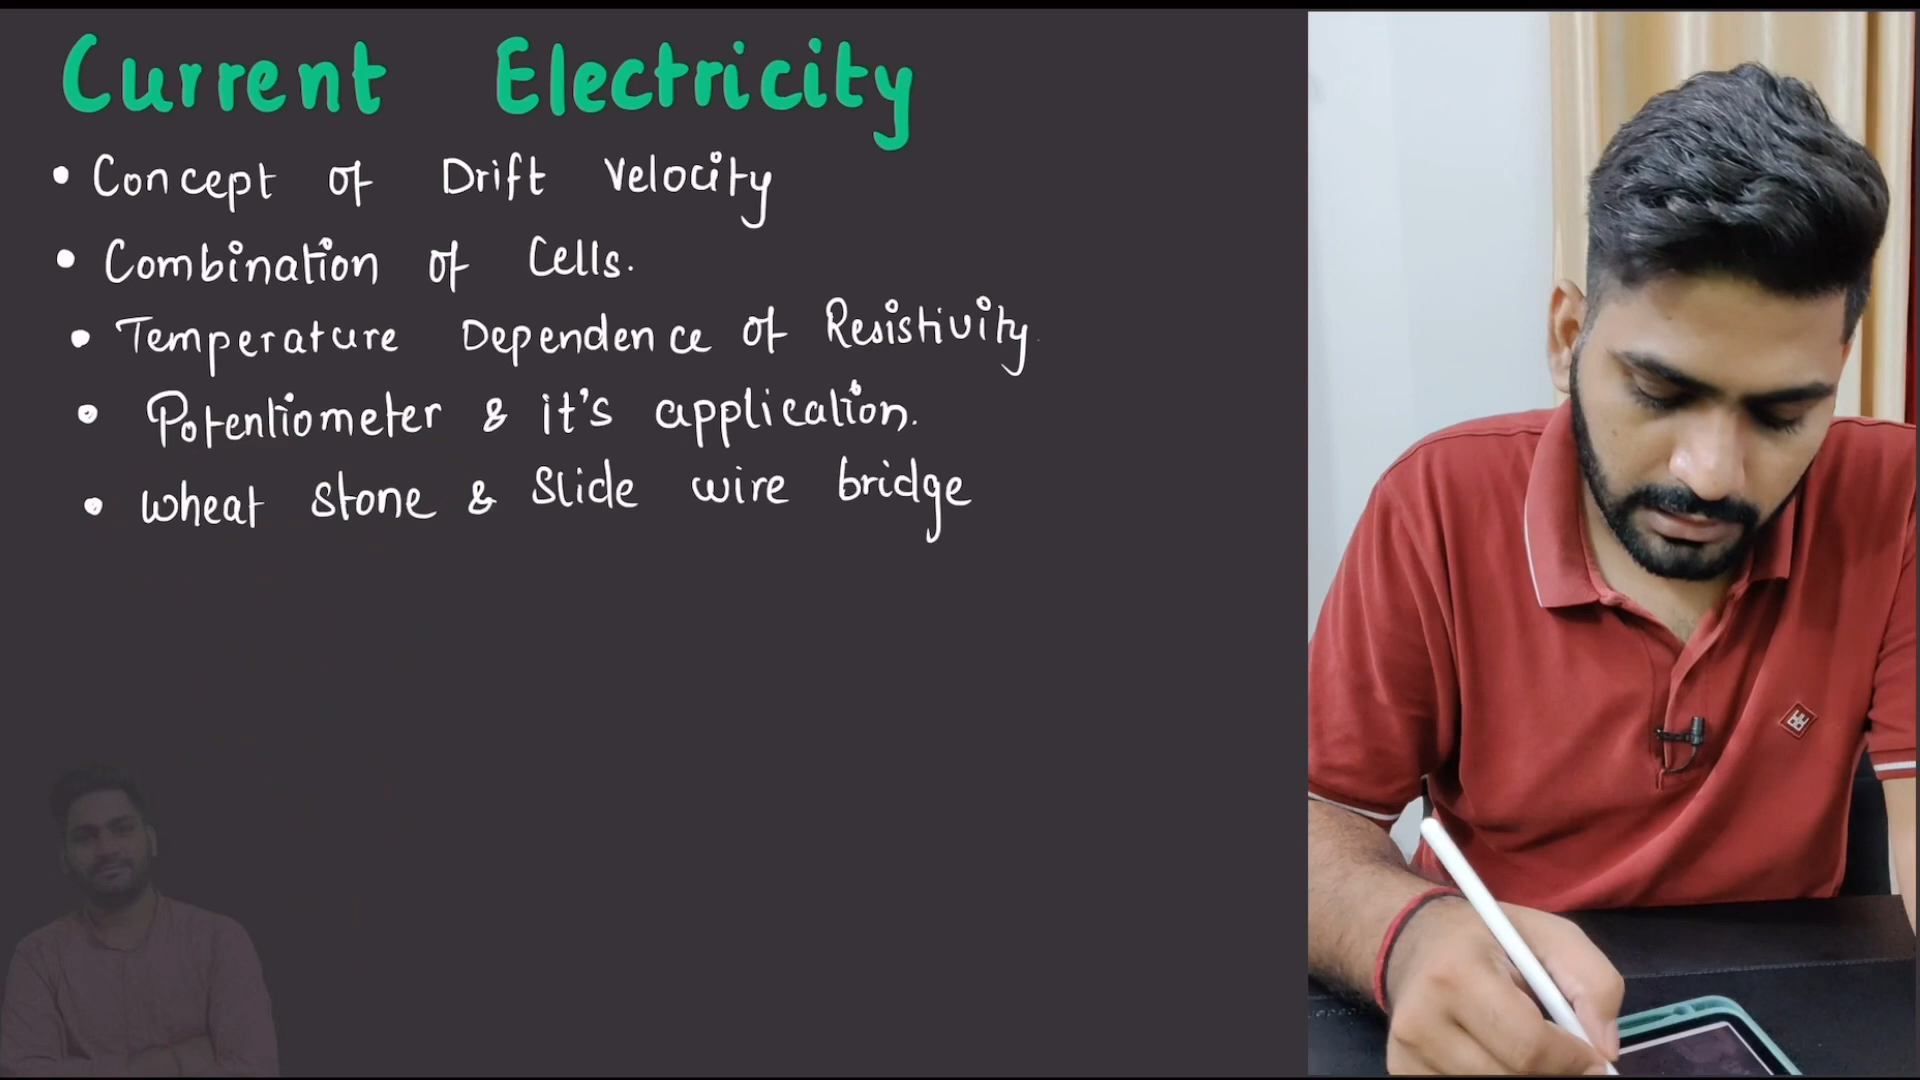 Current Electricity
• Concept of Drift Velocity
• Combination of Cells.
• Temperature Dependence of Resistivity
• Potentiometer & it's application.
• Wheat stone & Slide wire bridge